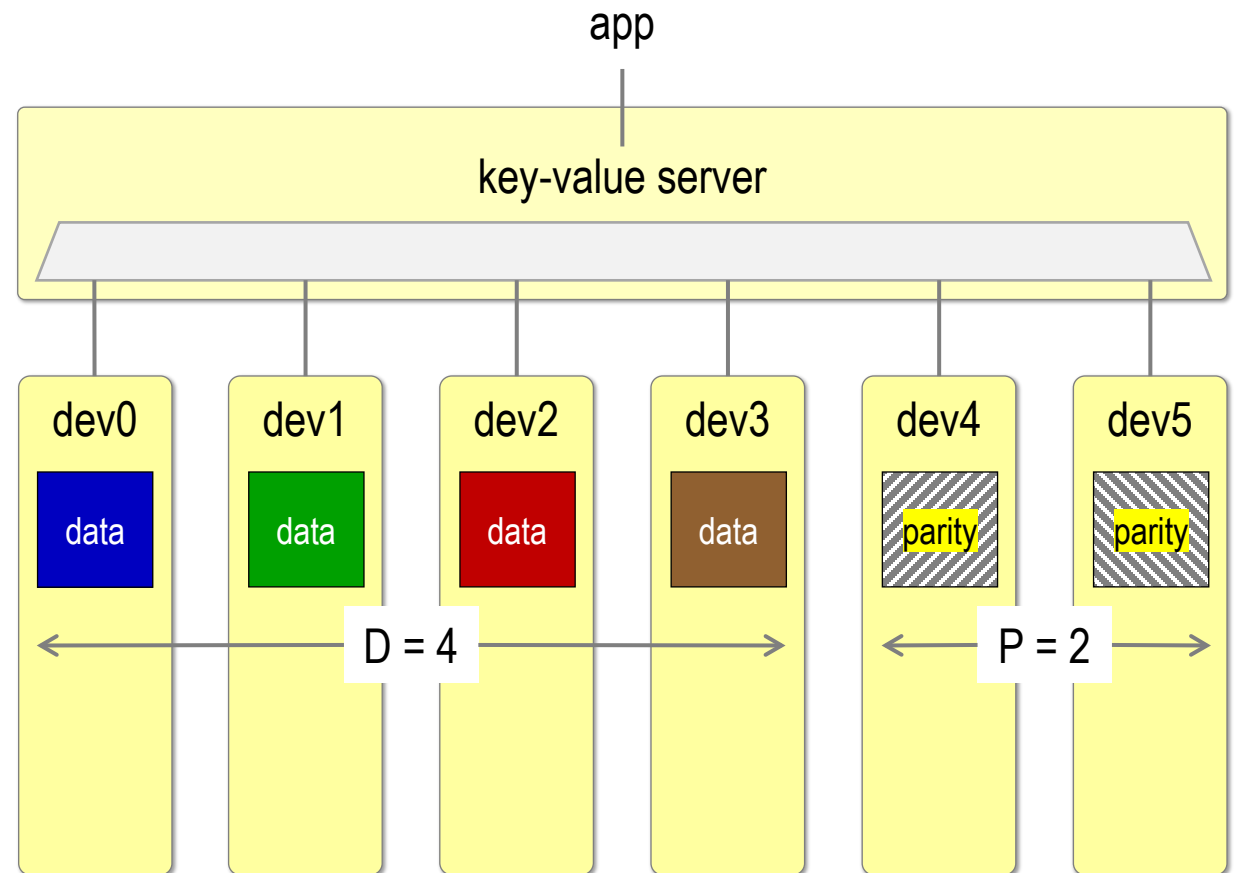 app
key-value server
dev0 dev1 dev2 dev3 dev4 dev5
data data data data parity parity
D = 4 P = 2